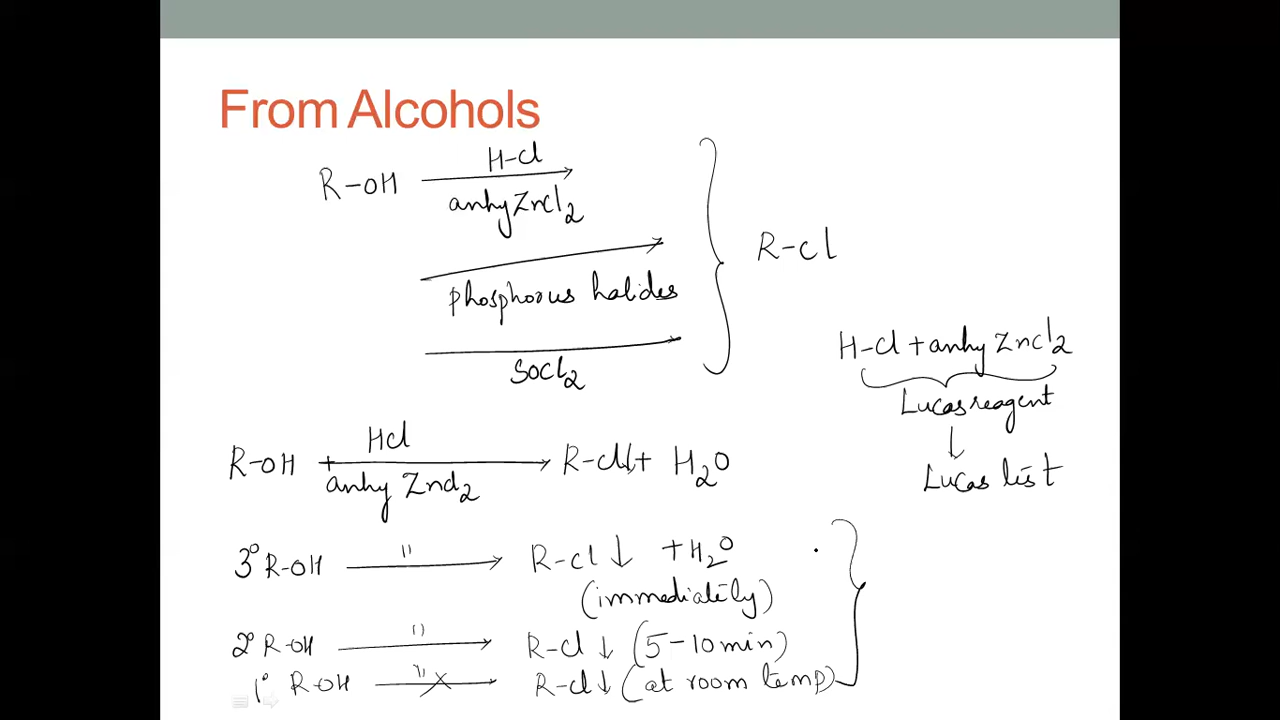 From Alcohols
R-OH H-Cl
anhy ZnCl2
phosphorous halides
R-Cl
SOCl2
H-Cl + anhy ZnCl2
Lucas reagent
Lucas test
R-OH + HCl R-Cl↓ + H2O
anhy ZnCl2
3° R-OH " R-Cl ↓ + H2O
(immediately)
2° R-OH " R-Cl ↓ (5-10 min)
1° R-OH " R-Cl ↓ (at room temp)